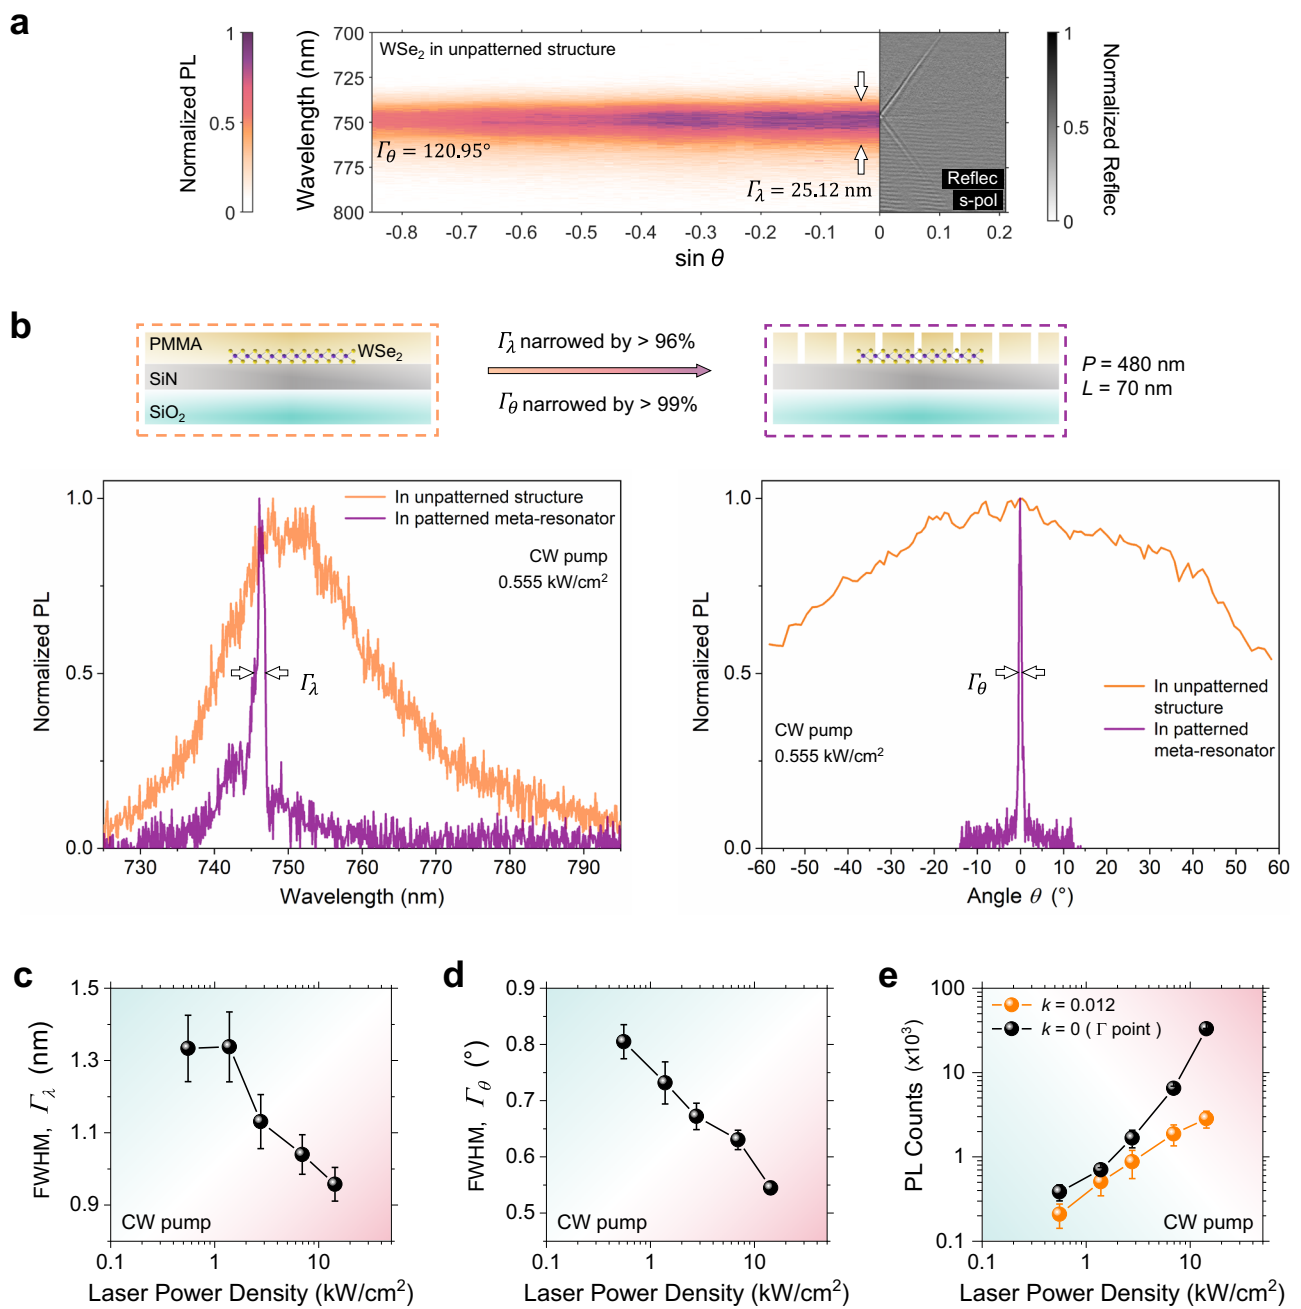 a
Normalized PL
1
0.5
0
Wavelength (nm)
700
725
750
775
800
WSe2 in unpatterned structure
Γθ = 120.95°
Γλ = 25.12 nm
Reflec
s-pol
-0.8 -0.7 -0.6 -0.5 -0.4 -0.3 -0.2 -0.1 0 0.1 0.2
sin θ
1
0.5
0
Normalized Reflec
b
PMMA
WSe2
SiN
SiO2
Γλ narrowed by > 96%
Γθ narrowed by > 99%
P = 480 nm
L = 70 nm
Normalized PL
1.0
0.5
0.0
In unpatterned structure
In patterned meta-resonator
CW pump
0.555 kW/cm2
Γλ
730 740 750 760 770 780 790
Wavelength (nm)
Normalized PL
1.0
0.5
0.0
Γθ
In unpatterned
structure
In patterned
meta-resonator
CW pump
0.555 kW/cm2
-60 -50 -40 -30 -20 -10 0 10 20 30 40 50 60
Angle θ (°)
c
FWHM, Γλ (nm)
1.5
1.3
1.1
0.9
CW pump
0.1 1 10
Laser Power Density (kW/cm2)
d
FWHM, Γθ (°)
0.9
0.8
0.7
0.6
0.5
CW pump
0.1 1 10
Laser Power Density (kW/cm2)
e
PL Counts (x103)
100
10
1
0.1
k = 0.012
k = 0 ( Γ point )
CW pump
0.1 1 10
Laser Power Density (kW/cm2)